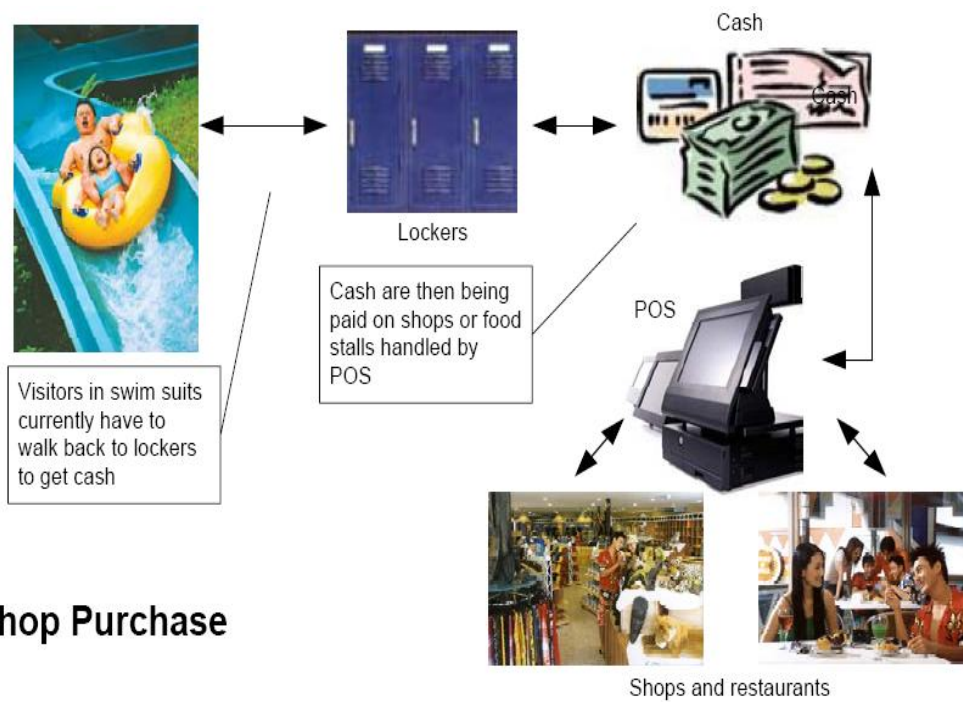 Cash
Cash
Lockers
Cash are then being
paid on shops or food
stalls handled by
POS
POS
Visitors in swim suits
currently have to
walk back to lockers
to get cash
hop Purchase
Shops and restaurants